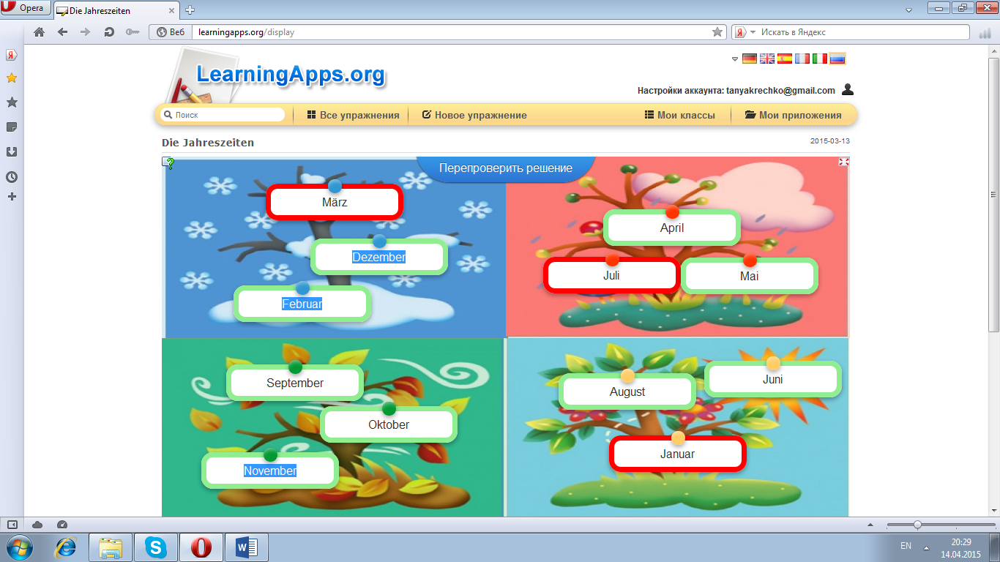 Opera
Die Jahreszeiten
Веб
learningapps.org/display
Искать в Яндекс
LearningApps.org
Настройки аккаунта: tanyakrechko@gmail.com
Поиск
Все упражнения
Новое упражнение
Мои классы
Мои приложения
Die Jahreszeiten
2015-03-13
Перепроверить решение
März
Dezember
Februar
April
Juli
Mai
September
Oktober
November
August
Juni
Januar
EN
20:29
14.04.2015